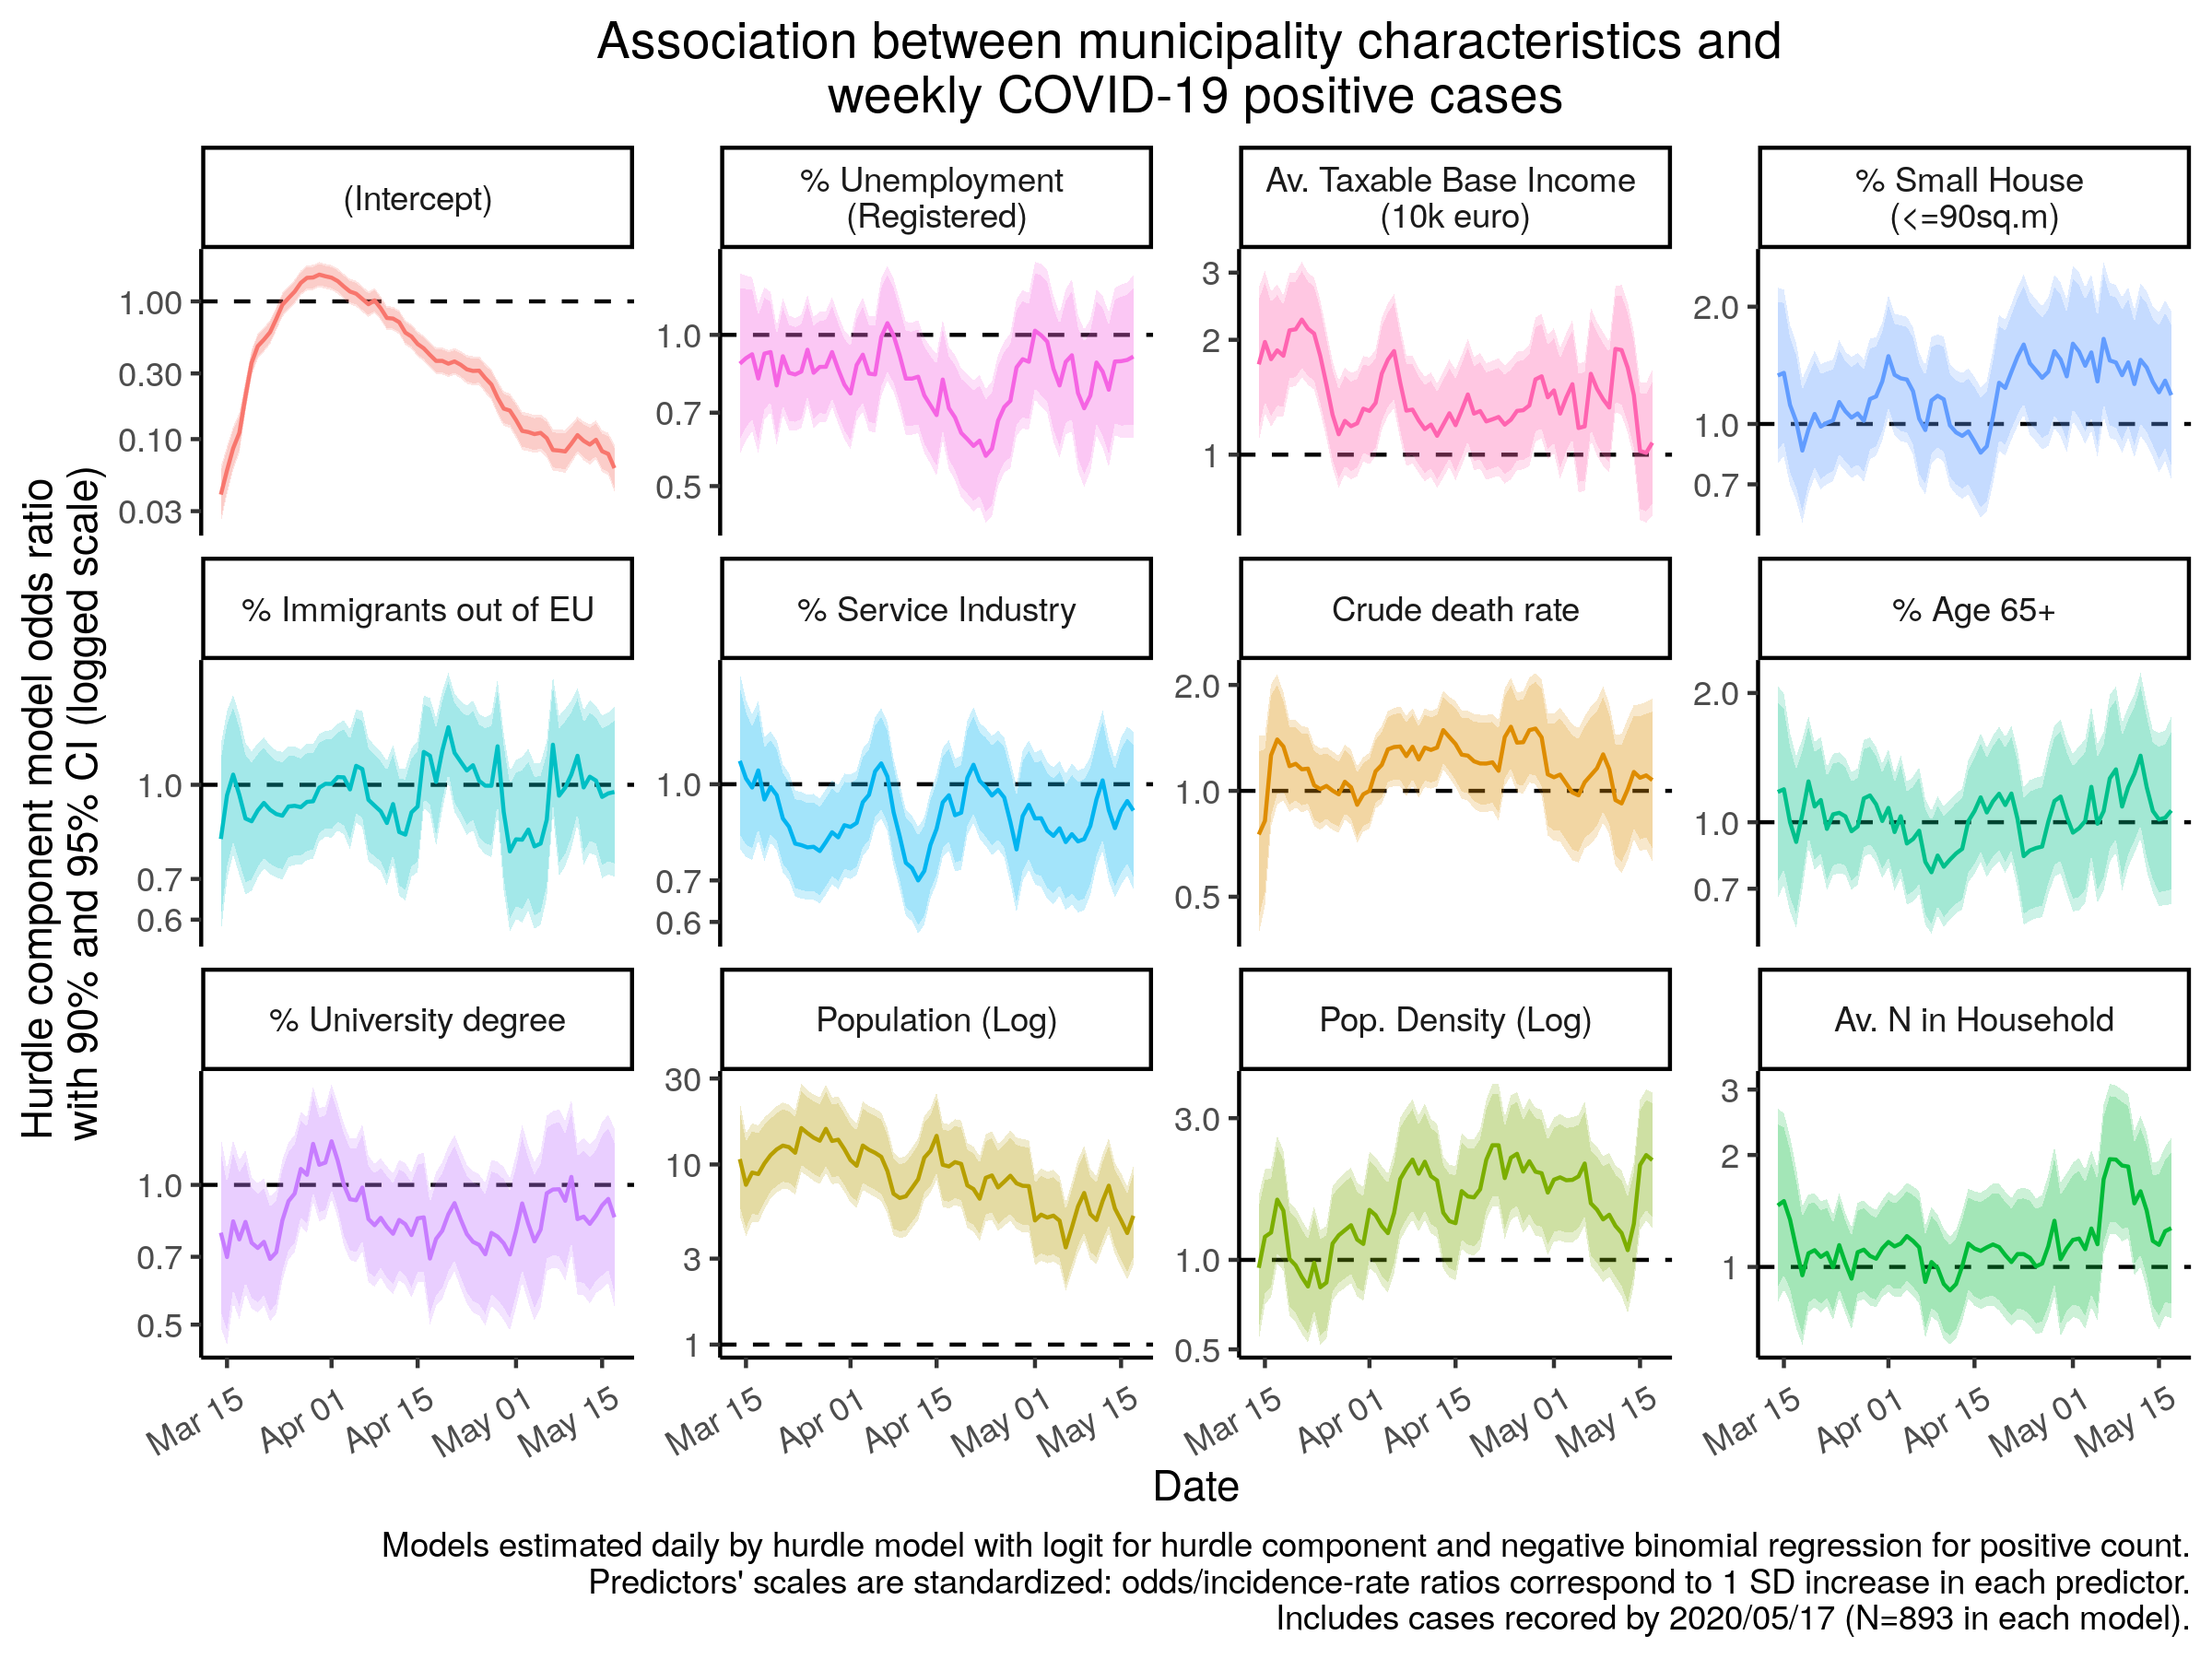 Association between municipality characteristics and
weekly COVID-19 positive cases
Hurdle component model odds ratio
with 90% and 95% CI (logged scale)
(Intercept)
1.00
0.30
0.10
0.03
% Unemployment
(Registered)
1.0
0.7
0.5
Av. Taxable Base Income
(10k euro)
3
2
1
% Small House
(<=90sq.m)
2.0
1.0
0.7
% Immigrants out of EU
1.0
0.7
0.6
% Service Industry
1.0
0.7
0.6
Crude death rate
2.0
1.0
0.5
% Age 65+
2.0
1.0
0.7
% University degree
1.0
0.7
0.5
Population (Log)
30
10
3
1
Pop. Density (Log)
3.0
1.0
0.5
Av. N in Household
3
2
1
Mar 15 Apr 01 Apr 15 May 01 May 15
Mar 15 Apr 01 Apr 15 May 01 May 15
Mar 15 Apr 01 Apr 15 May 01 May 15
Mar 15 Apr 01 Apr 15 May 01 May 15
Date
Models estimated daily by hurdle model with logit for hurdle component and negative binomial regression for positive count.
Predictors' scales are standardized: odds/incidence-rate ratios correspond to 1 SD increase in each predictor.
Includes cases recored by 2020/05/17 (N=893 in each model).